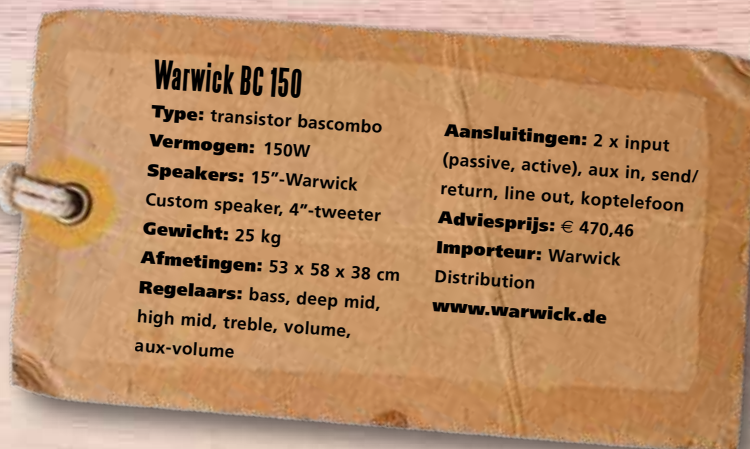 Warwick BC 150
Type: transistor bascombo
Vermogen: 150W
Speakers: 15”-Warwick
Custom speaker, 4”-tweeter
Gewicht: 25 kg
Afmetingen: 53 x 58 x 38 cm
Regelaars: bass, deep mid,
high mid, treble, volume,
aux-volume
Aansluitingen: 2 x input
(passive, active), aux in, send/
return, line out, koptelefoon
Adviesprijs: € 470,46
Importeur: Warwick
Distribution
www.warwick.de